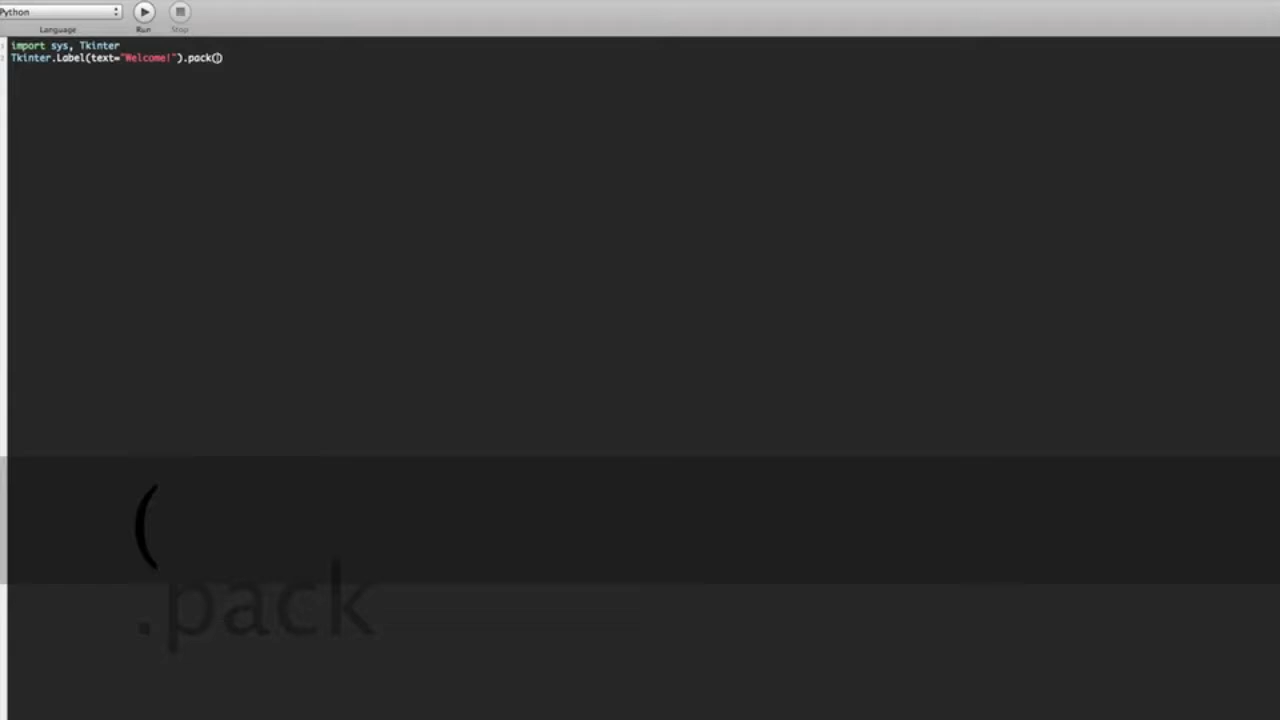 Python
Language
Run
Stop
import sys, Tkinter
Tkinter.Label(text="Welcome!").pack()
(
.pack